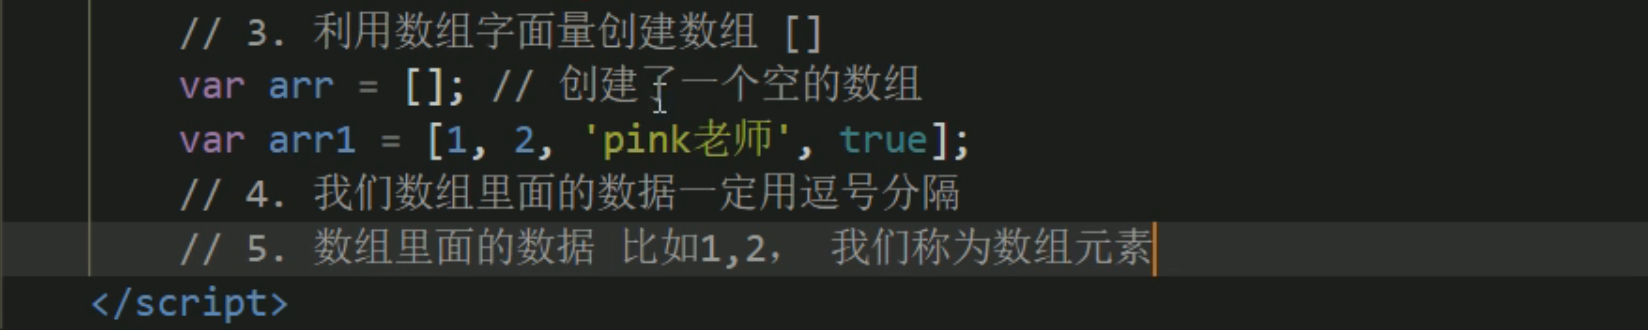 // 3. 利用数组字面量创建数组 []
var arr = []; // 创建了一个空的数组
var arr1 = [1, 2, 'pink老师', true];
// 4. 我们数组里面的数据一定用逗号分隔
// 5. 数组里面的数据 比如1,2, 我们称为数组元素
</script>